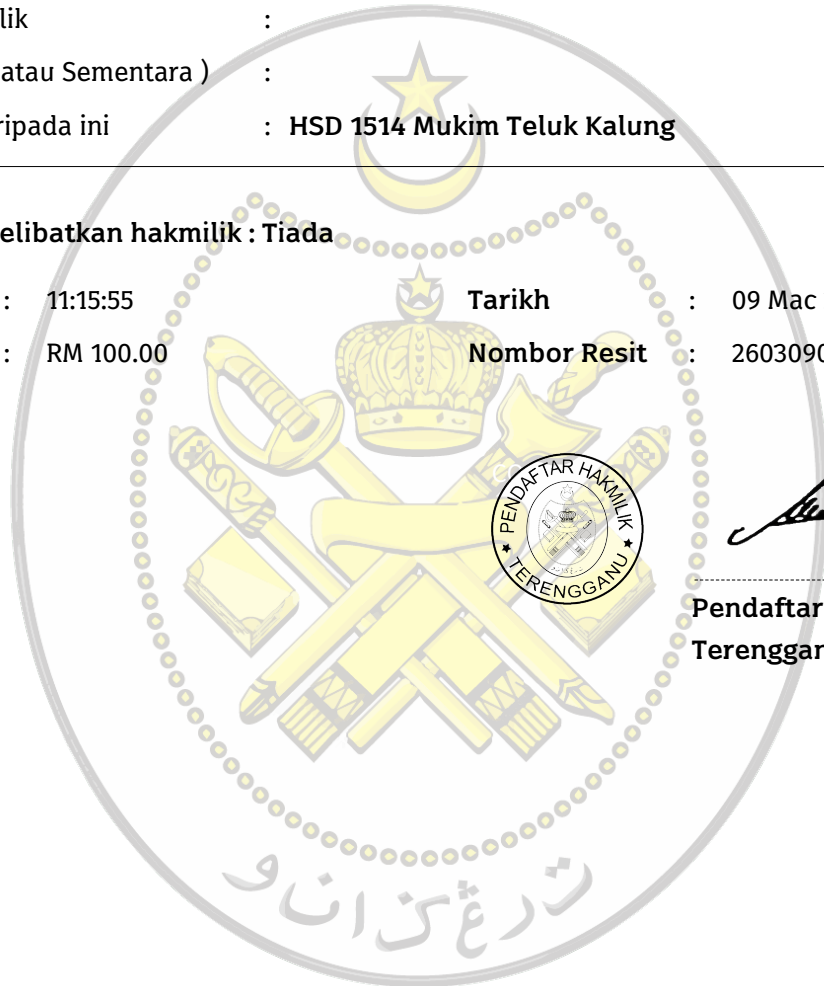 lik :
atau Sementara ) :
ripada ini : HSD 1514 Mukim Teluk Kalung
elibatkan hakmilik : Tiada
: 11:15:55 Tarikh : 09 Mac
: RM 100.00 Nombor Resit : 2603090
PENDAFTAR HAKMILIK
TERENGGANU
Pendaftar
Terenggan
ترڠݢانو